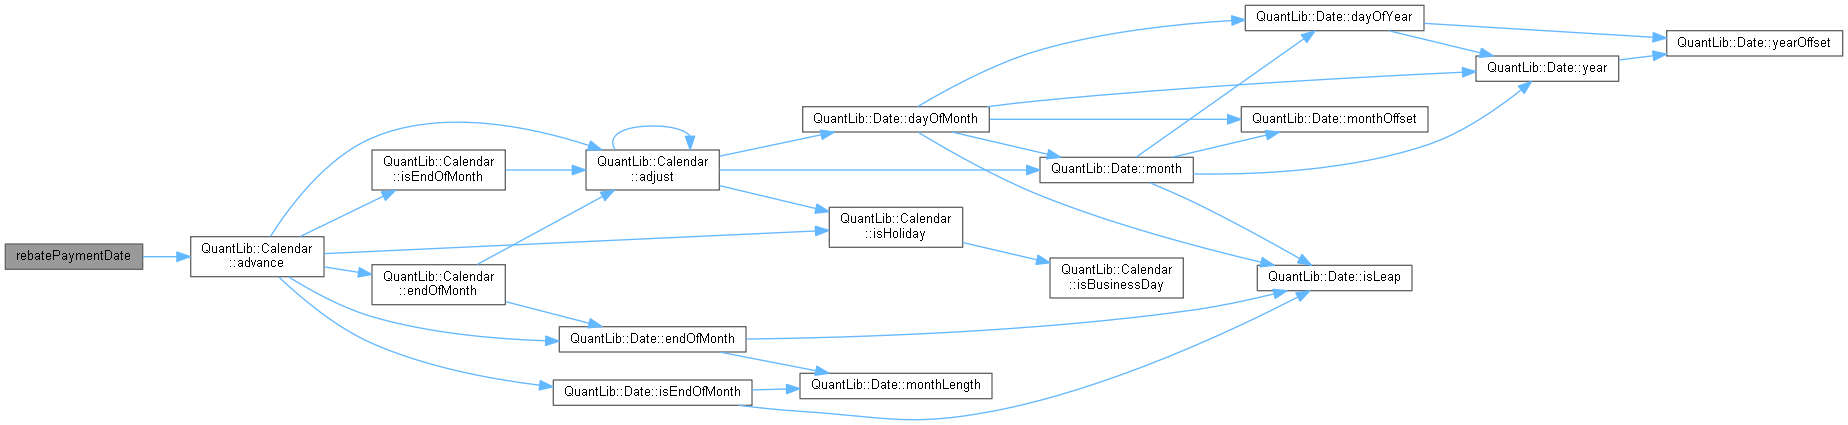 rebatePaymentDate
QuantLib::Calendar
::advance
QuantLib::Calendar
::isEndOfMonth
QuantLib::Calendar
::endOfMonth
QuantLib::Calendar
::adjust
QuantLib::Date::endOfMonth
QuantLib::Date::isEndOfMonth
QuantLib::Date::dayOfMonth
QuantLib::Calendar
::isHoliday
QuantLib::Date::monthLength
QuantLib::Date::month
QuantLib::Calendar
::isBusinessDay
QuantLib::Date::dayOfYear
QuantLib::Date::monthOffset
QuantLib::Date::isLeap
QuantLib::Date::year
QuantLib::Date::yearOffset